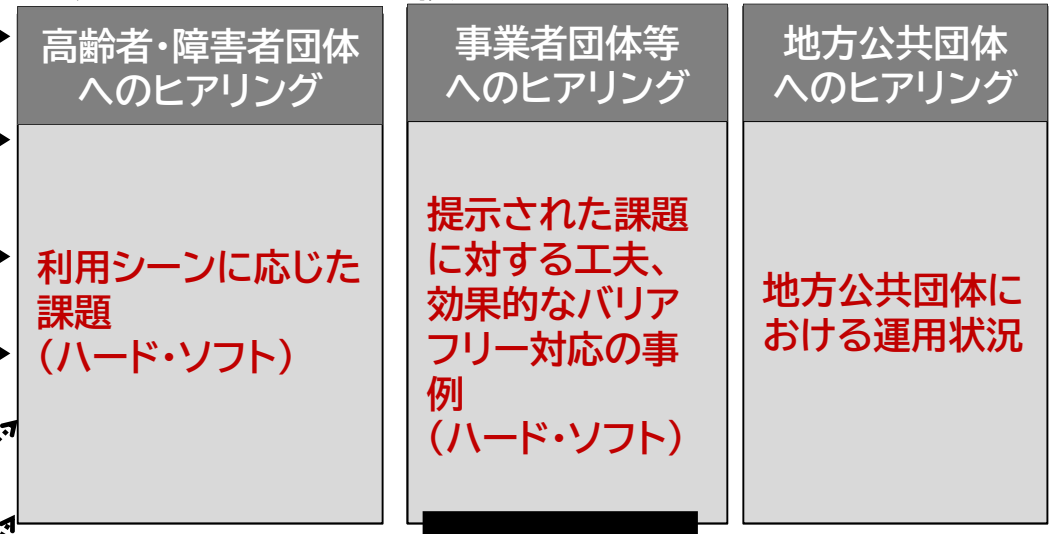 高齢者・障害者団体
へのヒアリング
利用シーンに応じた
課題
（ハード・ソフト）
事業者団体等
へのヒアリング
提示された課題
に対する工夫、
効果的なバリア
フリー対応の事
例
（ハード・ソフト）
地方公共団体
へのヒアリング
地方公共団体に
おける運用状況